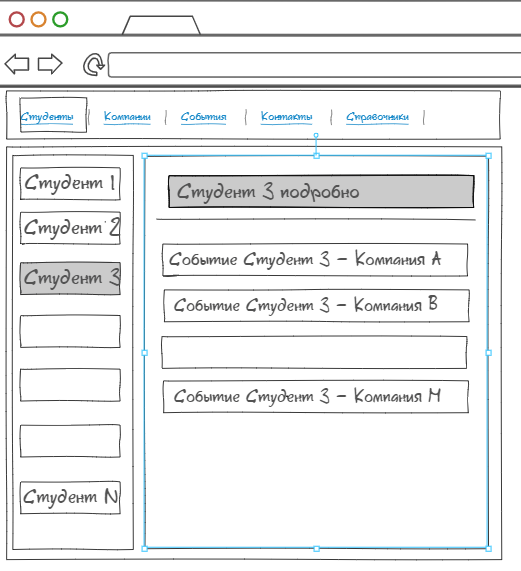 Студенты | Компании | События | Контакты | Справочники |
Студент 1
Студент 2
Студент 3
Студент N
Студент 3 подробно
Событие Студент 3 – Компания А
Событие Студент 3 – Компания В
Событие Студент 3 – Компания М